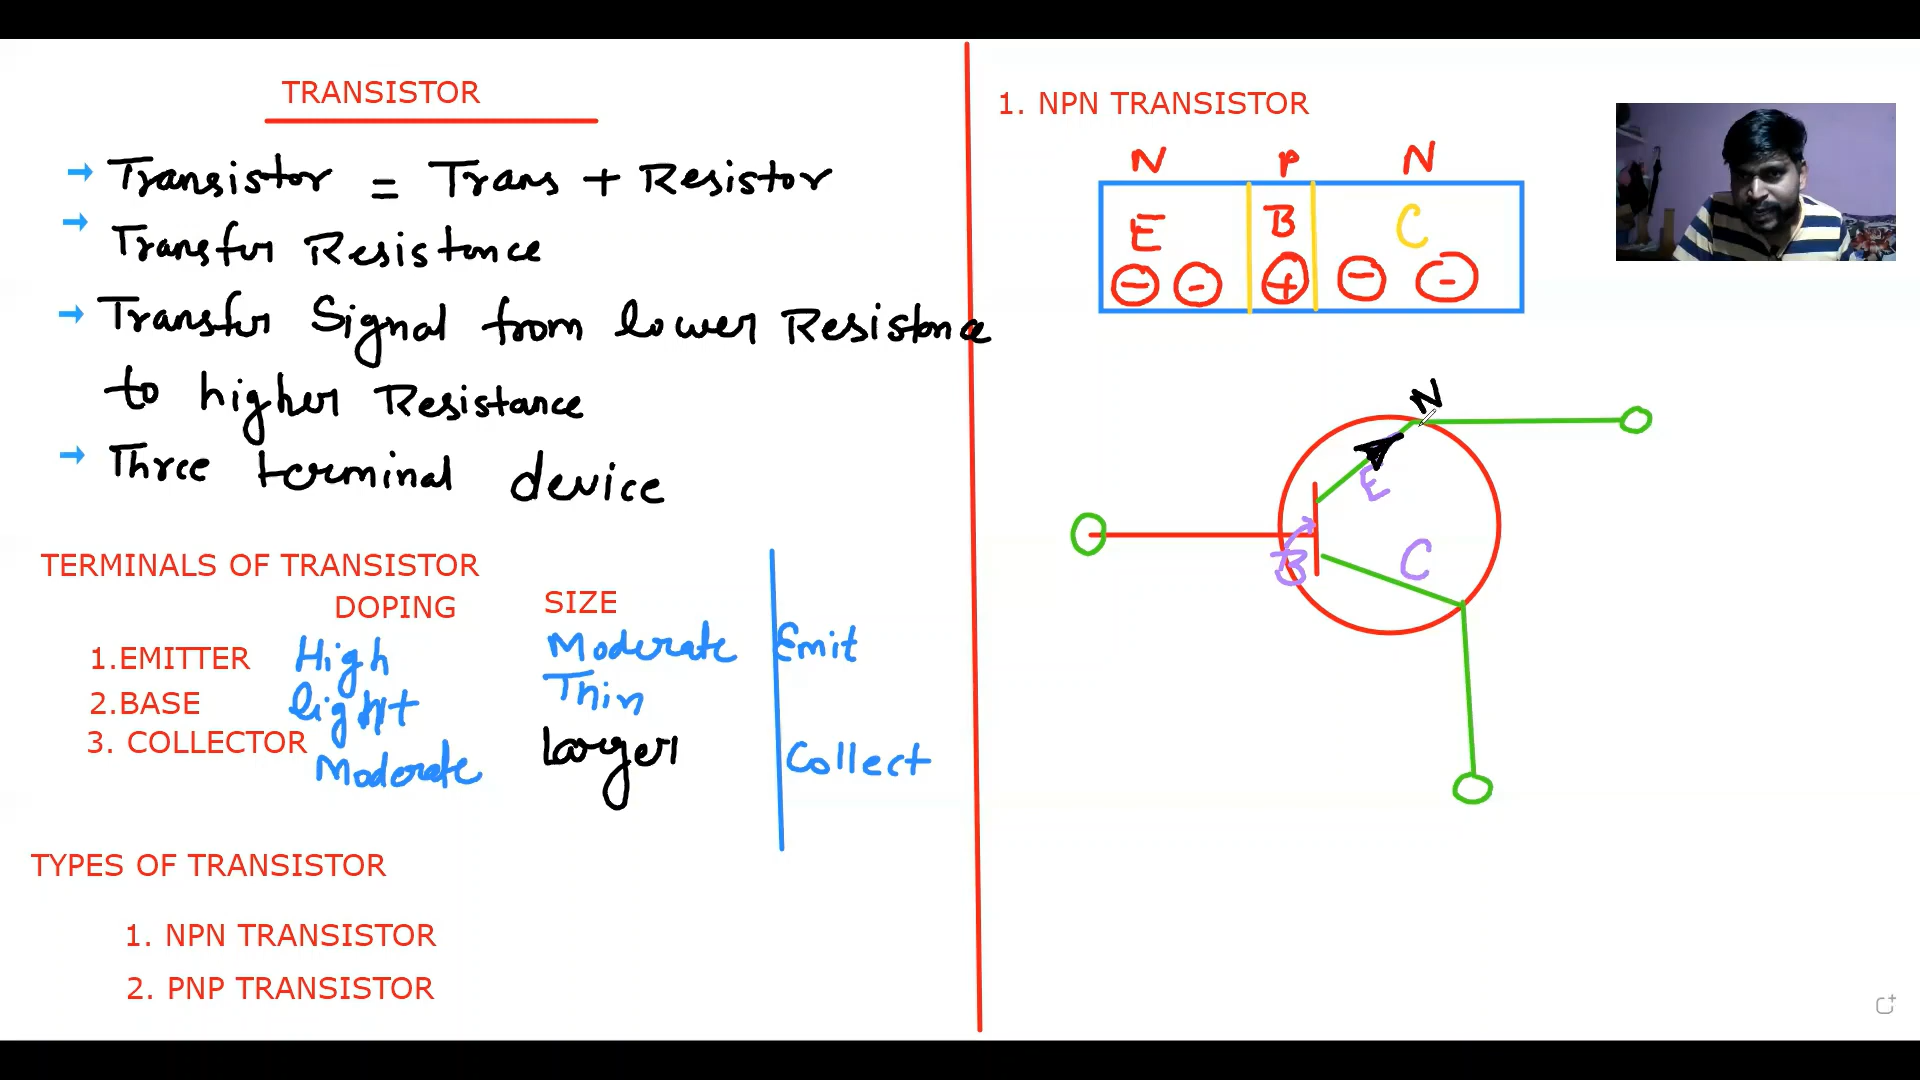 TRANSISTOR
→ Transistor = Trans + Resistor
→ Transfer Resistance
→ Transfer Signal from lower Resistance
to higher Resistance
→ Three terminal device
TERMINALS OF TRANSISTOR
DOPING SIZE
1.EMITTER High Moderate Emit
2.BASE light Thin
3. COLLECTOR Moderate Larger Collect
TYPES OF TRANSISTOR
1. NPN TRANSISTOR
2. PNP TRANSISTOR
1. NPN TRANSISTOR
N P N
E B C
- - + - -
N
E
B C